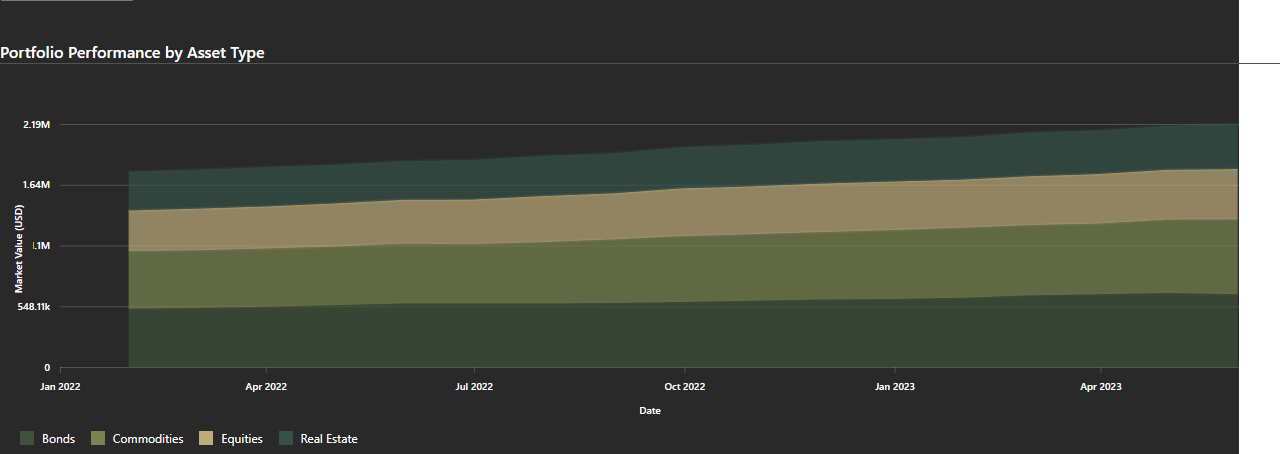 Portfolio Performance by Asset Type
2.19M
1.64M
1.1M
548.11k
0
Market Value (USD)
Jan 2022 Apr 2022 Jul 2022 Oct 2022 Jan 2023 Apr 2023
Date
Bonds Commodities Equities Real Estate